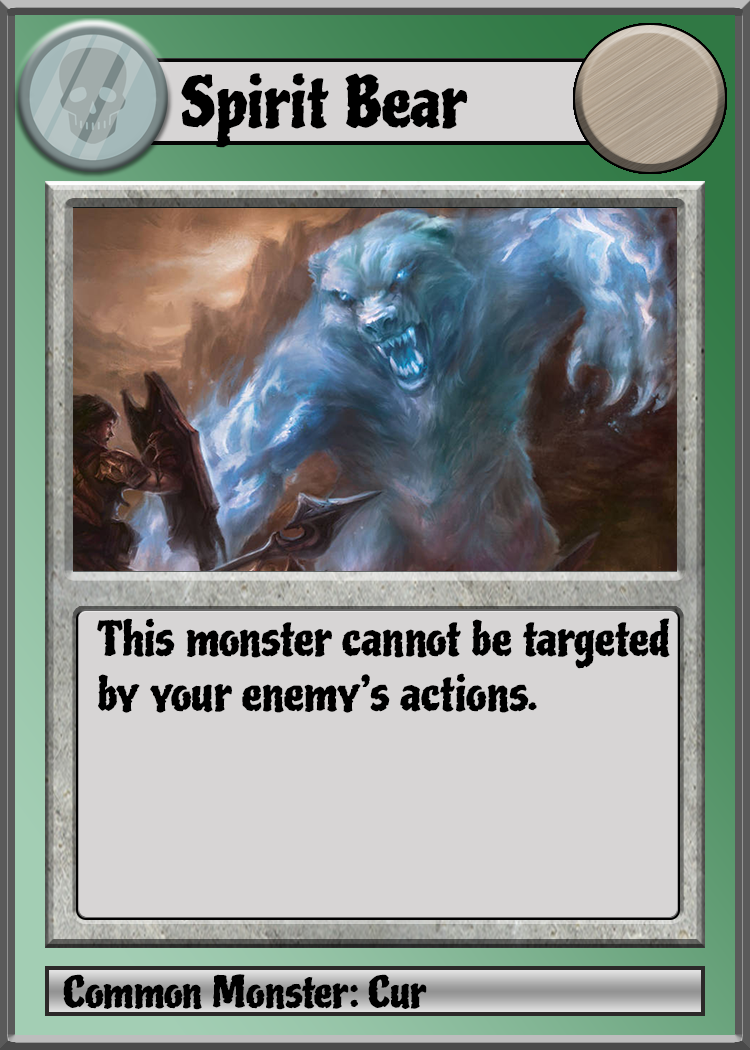 Spirit Bear
This monster cannot be targeted
by your enemy's actions.
Common Monster: Cur